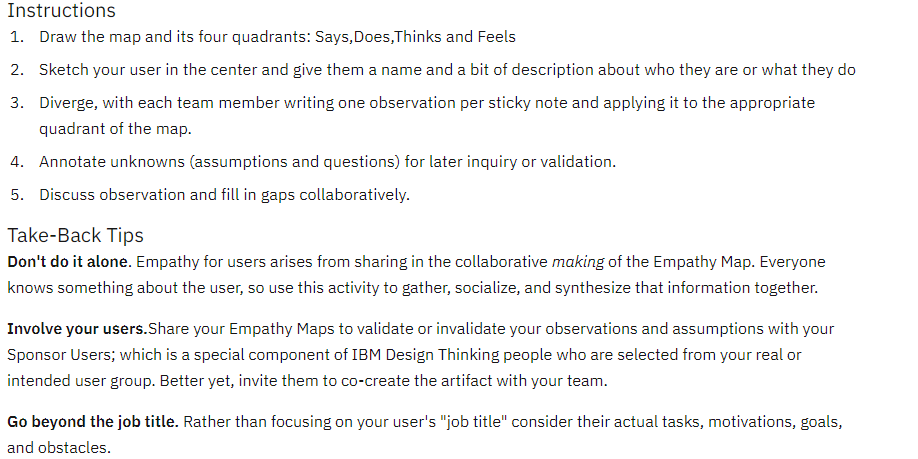 Instructions
1. Draw the map and its four quadrants: Says,Does,Thinks and Feels
2. Sketch your user in the center and give them a name and a bit of description about who they are or what they do
3. Diverge, with each team member writing one observation per sticky note and applying it to the appropriate
quadrant of the map.
4. Annotate unknowns (assumptions and questions) for later inquiry or validation.
5. Discuss observation and fill in gaps collaboratively.
Take-Back Tips
Don't do it alone. Empathy for users arises from sharing in the collaborative making of the Empathy Map. Everyone
knows something about the user, so use this activity to gather, socialize, and synthesize that information together.
Involve your users.Share your Empathy Maps to validate or invalidate your observations and assumptions with your
Sponsor Users; which is a special component of IBM Design Thinking people who are selected from your real or
intended user group. Better yet, invite them to co-create the artifact with your team.
Go beyond the job title. Rather than focusing on your user's "job title" consider their actual tasks, motivations, goals,
and obstacles.